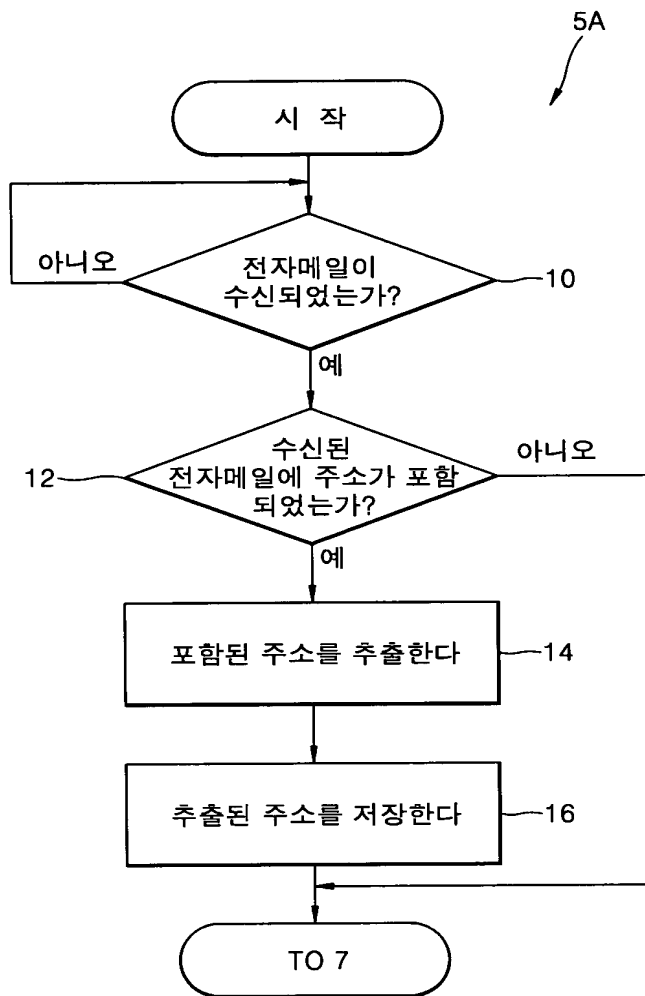 5A
시 작
아니오
전자메일이
수신되었는가?
10
예
수신된
전자메일에 주소가 포함
되었는가?
12
아니오
예
포함된 주소를 추출한다
14
추출된 주소를 저장한다
16
TO 7